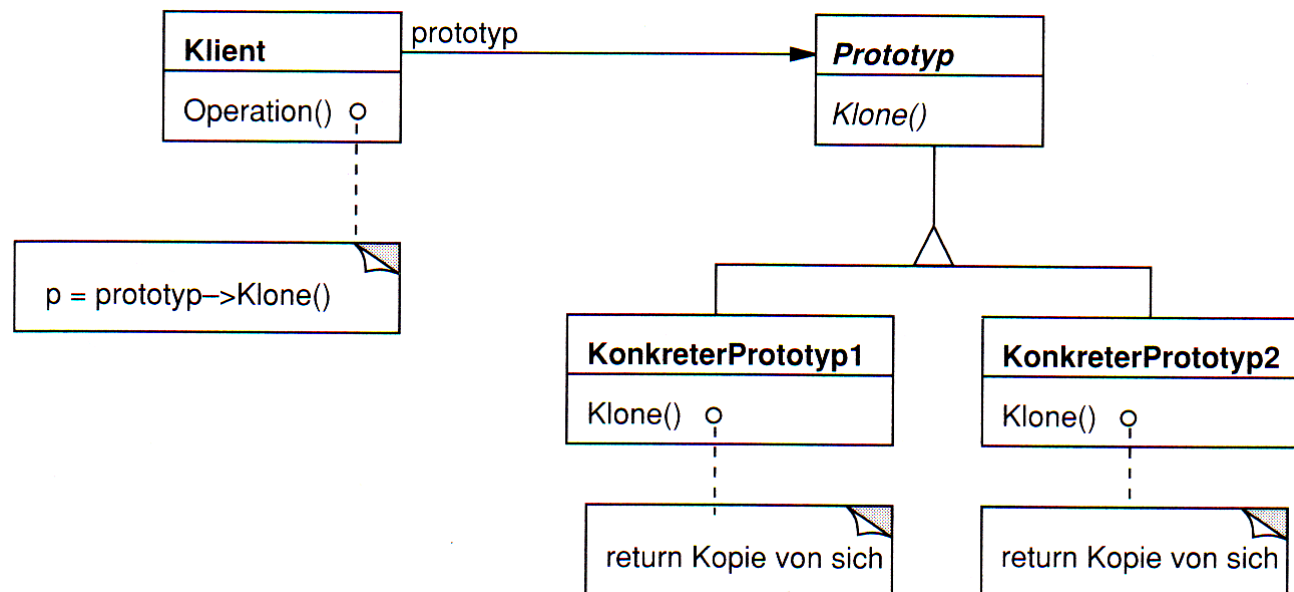 Klient
Operation()
prototyp
Prototyp
Klone()
p = prototyp–>Klone()
KonkreterPrototyp1
Klone()
KonkreterPrototyp2
Klone()
return Kopie von sich
return Kopie von sich